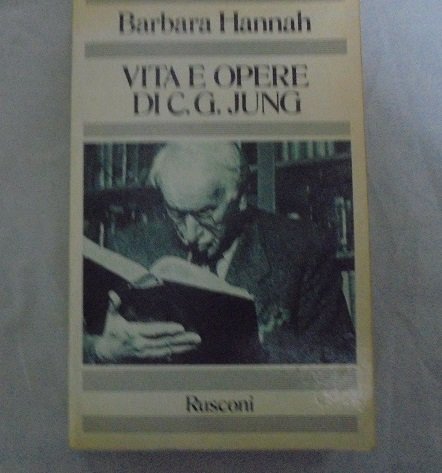 Barbara Hannah
VITA E OPERE
DI C. G. JUNG
Rusconi